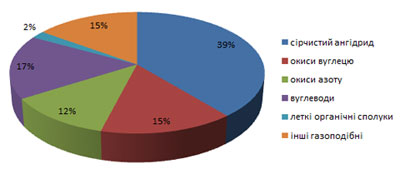 2%
15%
39%
17%
12%
15%
сірчистий ангідрид
окиси вуглецю
окиси азоту
вуглеводи
леткі органічні сполуки
інші газоподібні